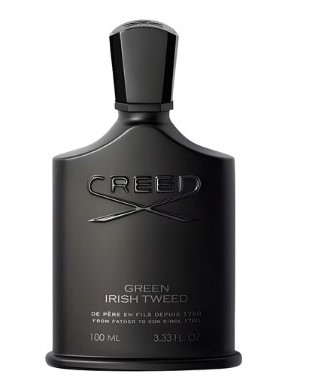 CREED
GREEN
IRISH TWEED
DE PÈRE EN FILS DEPUIS 1760
FROM FATHER TO SON SINCE 1760
100 ML 3.33 FL. OZ